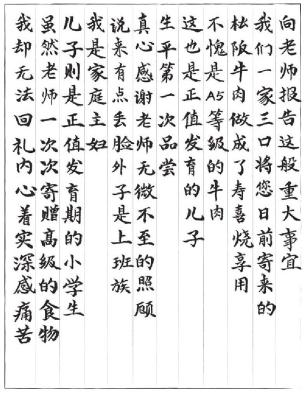 向老师报告这般重大事宜
我们一家三口将您日前寄来的
松阪牛肉做成了寿喜烧享用
不愧是A5等级的牛肉
这也是正值发育的儿子
生平第一次品尝
真心感谢老师无微不至的照顾
说来有点丢脸外子是上班族
我是家庭主妇
儿子则是正值发育期的小学生
虽然老师一次次寄赠高级的食物
我却无法回礼内心着实深感痛苦